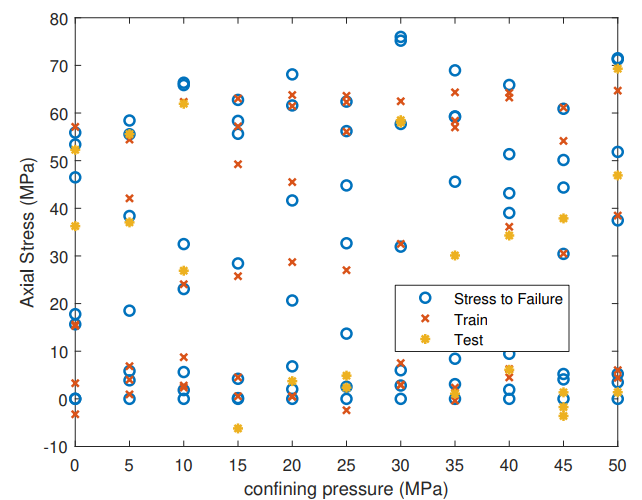 80
70
60
50
40
30
20
10
0
-10
Axial Stress (MPa)
Stress to Failure
Train
Test
0 5 10 15 20 25 30 35 40 45 50
confining pressure (MPa)